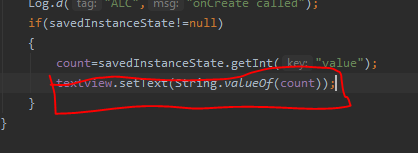 Log.d( tag: "ALC", msg: "onCreate called");
if(savedInstanceState!=null)
{
count=savedInstanceState.getInt( key: "value");
textview.setText(String.valueOf(count));
}
}